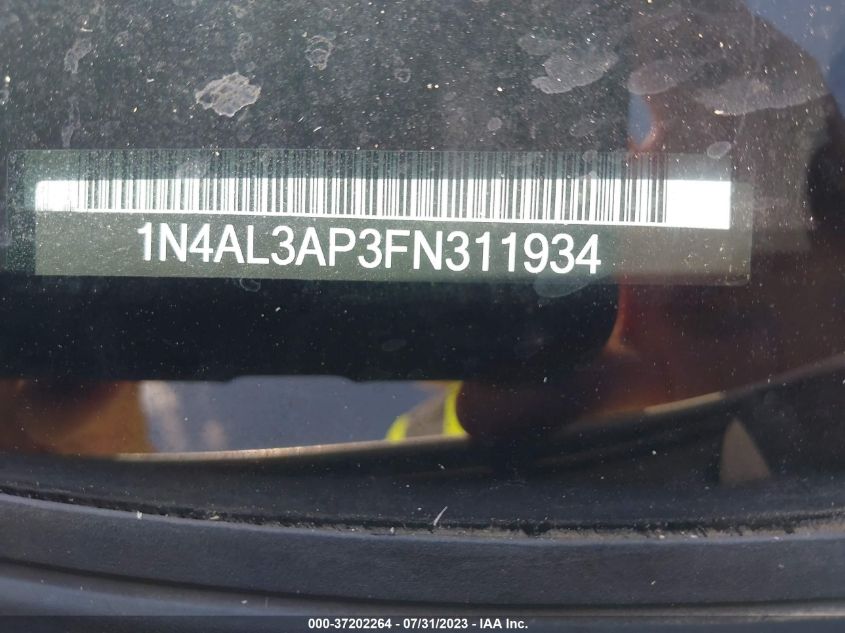 1N4AL3AP3FN311934
000-37202264 - 07/31/2023 - IAA Inc.